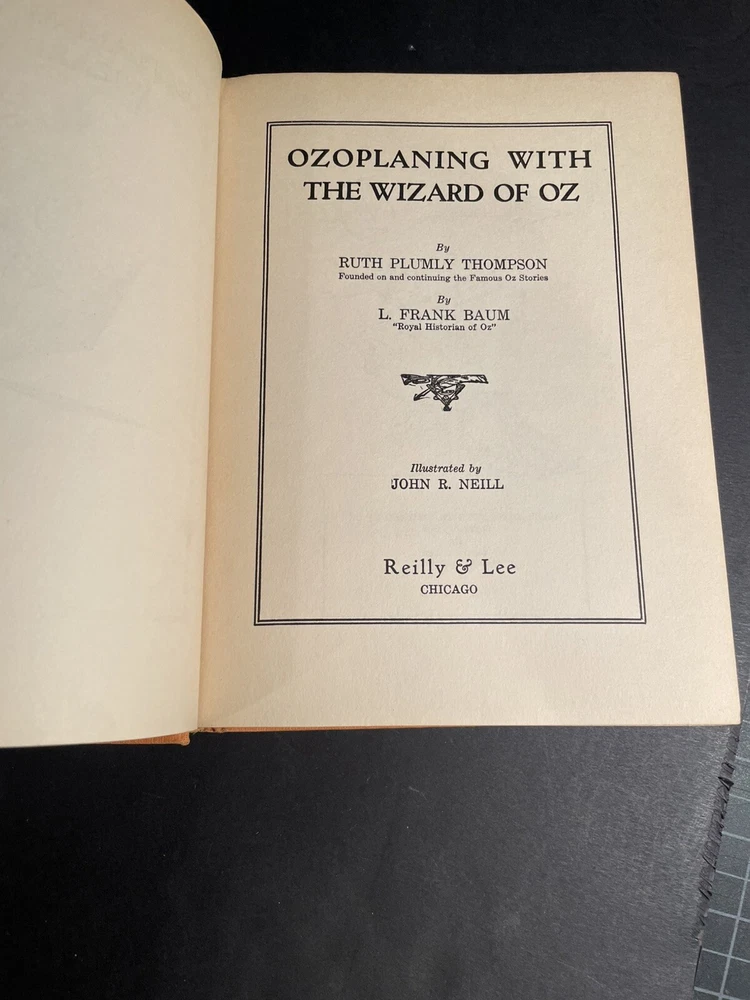 OZOPLANING WITH
THE WIZARD OF OZ
By
RUTH PLUMLY THOMPSON
Founded on and continuing the Famous Oz Stories
By
L. FRANK BAUM
"Royal Historian of Oz"
Illustrated by
JOHN R. NEILL
Reilly & Lee
CHICAGO